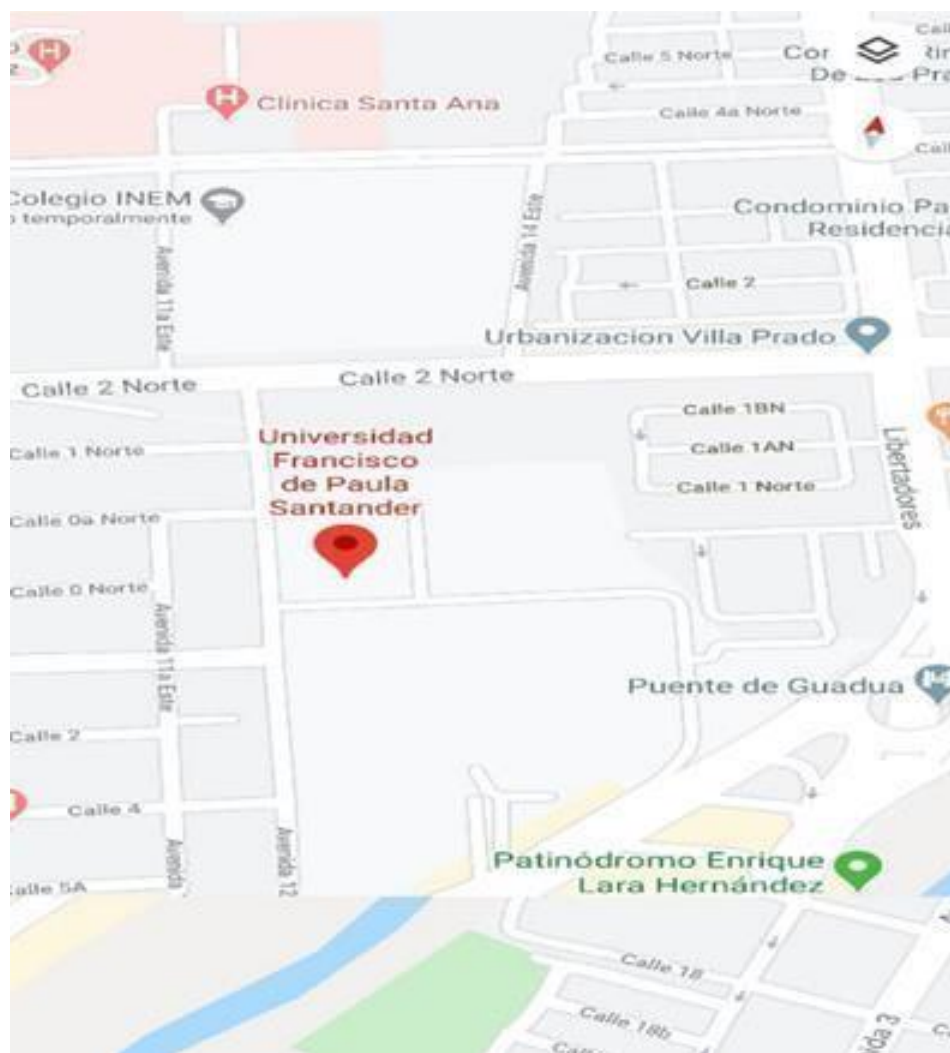 Calle 5 Norte
De Los Pra
Clinica Santa Ana
Calle 4a Norte
Colegio INEM
temporalmente
Avenida 11a Este
Avenida 14 Este
Condominio Pa
Residencia
Calle 2
Urbanizacion Villa Prado
Calle 2 Norte
Calle 2 Norte
Calle 1BN
Universidad
Francisco
de Paula
Santander
Calle 1 Norte
Calle 1AN
Libertadores
Calle 1 Norte
Calle 0a Norte
Calle 0 Norte
Avenida 11a Este
Puente de Guadua
Calle 2
Calle 4
Avenida
Avenida 12
Calle 5A
Patinódromo Enrique
Lara Hernández
Calle 18
Calle 18b